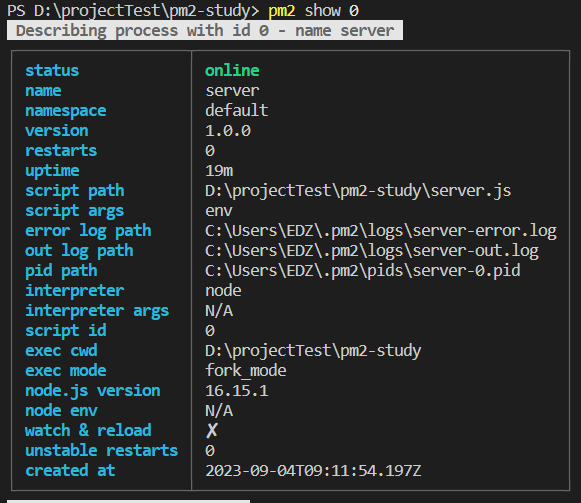 PS D:\projectTest\pm2-study> pm2 show 0
Describing process with id 0 - name server
status online
name server
namespace default
version 1.0.0
restarts 0
uptime 19m
script path D:\projectTest\pm2-study\server.js
script args env
error log path C:\Users\EDZ\.pm2\logs\server-error.log
out log path C:\Users\EDZ\.pm2\logs\server-out.log
pid path C:\Users\EDZ\.pm2\pids\server-0.pid
interpreter node
interpreter args N/A
script id 0
exec cwd D:\projectTest\pm2-study
exec mode fork_mode
node.js version 16.15.1
node env N/A
watch & reload ✘
unstable restarts 0
created at 2023-09-04T09:11:54.197Z